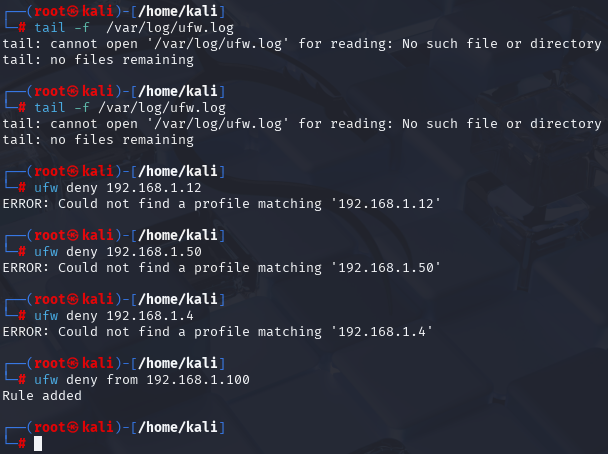 ┌──(root㉿kali)-[/home/kali]
└─# tail -f  /var/log/ufw.log
tail: cannot open '/var/log/ufw.log' for reading: No such file or directory
tail: no files remaining
┌──(root㉿kali)-[/home/kali]
└─# tail -f /var/log/ufw.log
tail: cannot open '/var/log/ufw.log' for reading: No such file or directory
tail: no files remaining
┌──(root㉿kali)-[/home/kali]
└─# ufw deny 192.168.1.12
ERROR: Could not find a profile matching '192.168.1.12'
┌──(root㉿kali)-[/home/kali]
└─# ufw deny 192.168.1.50
ERROR: Could not find a profile matching '192.168.1.50'
┌──(root㉿kali)-[/home/kali]
└─# ufw deny 192.168.1.4
ERROR: Could not find a profile matching '192.168.1.4'
┌──(root㉿kali)-[/home/kali]
└─# ufw deny from 192.168.1.100
Rule added
┌──(root㉿kali)-[/home/kali]
└─#